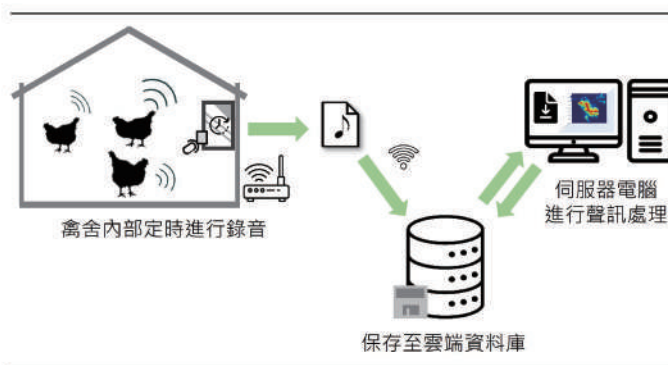 禽舍內部定時進行錄音
伺服器電腦
進行聲訊處理
保存至雲端資料庫